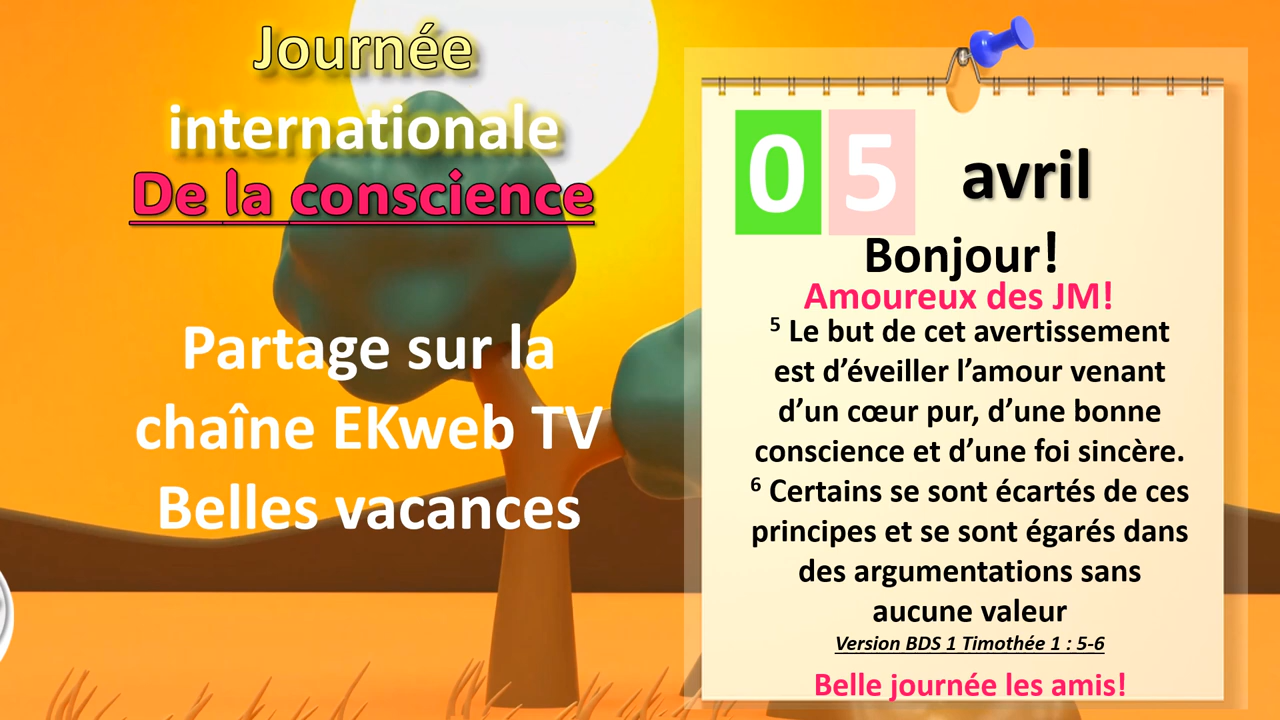 Journée
internationale
De la conscience
Partage sur la
chaîne EKweb TV
Belles vacances
05 avril
Bonjour!
Amoureux des JM!
5 Le but de cet avertissement
est d’éveiller l’amour venant
d’un cœur pur, d’une bonne
conscience et d’une foi sincère.
6 Certains se sont écartés de ces
principes et se sont égarés dans
des argumentations sans
aucune valeur
Version BDS 1 Timothée 1 : 5-6
Belle journée les amis!